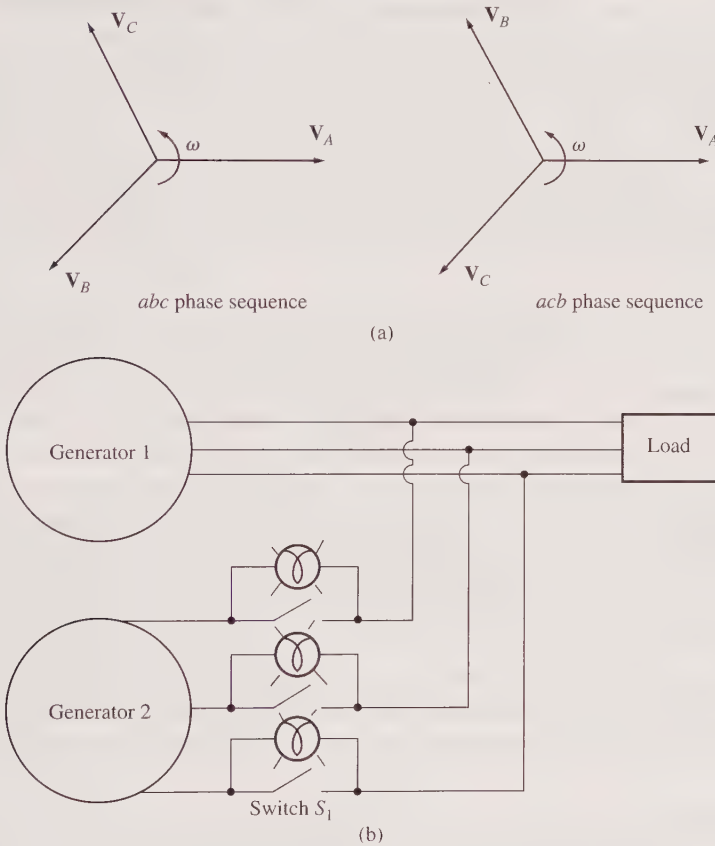 V_C
V_B
ω
V_A
ω
V_A
V_B
V_C
abc phase sequence
acb phase sequence
(a)
Generator 1
Load
Generator 2
Switch S_1
(b)